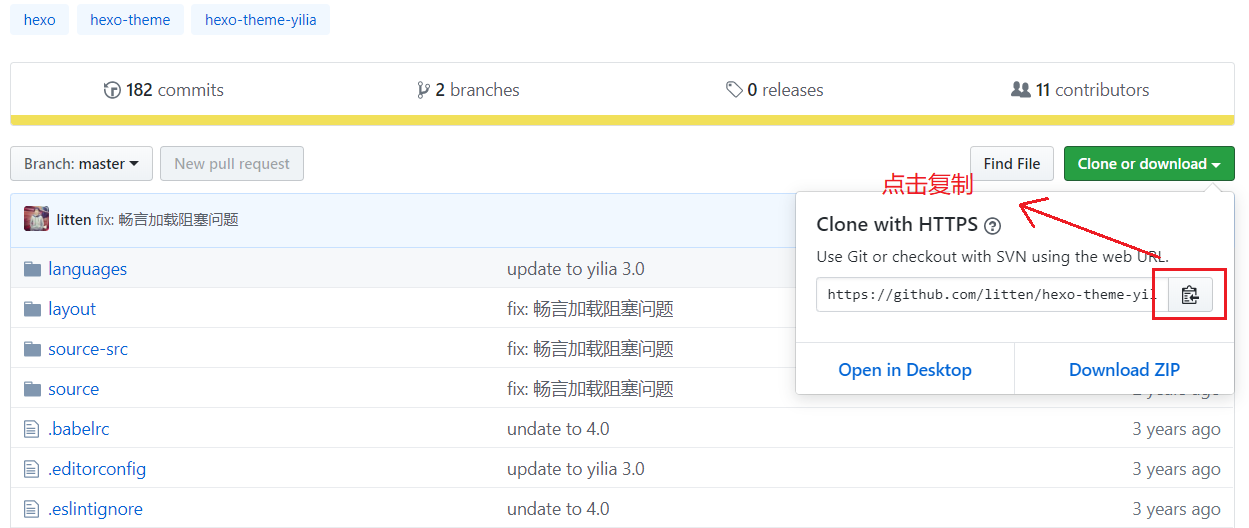 hexo hexo-theme hexo-theme-yilia
182 commits 2 branches 0 releases 11 contributors
Branch: master New pull request Find File Clone or download
点击复制
litten fix: 畅言加载阻塞问题
Clone with HTTPS ?
Use Git or checkout with SVN using the web URL.
https://github.com/litten/hexo-theme-yil
Open in Desktop Download ZIP
languages update to yilia 3.0
layout fix: 畅言加载阻塞问题
source-src fix: 畅言加载阻塞问题
source fix: 畅言加载阻塞问题 years ago
.babelrc undate to 4.0 3 years ago
.editorconfig update to yilia 3.0 3 years ago
.eslintignore undate to 4.0 3 years ago